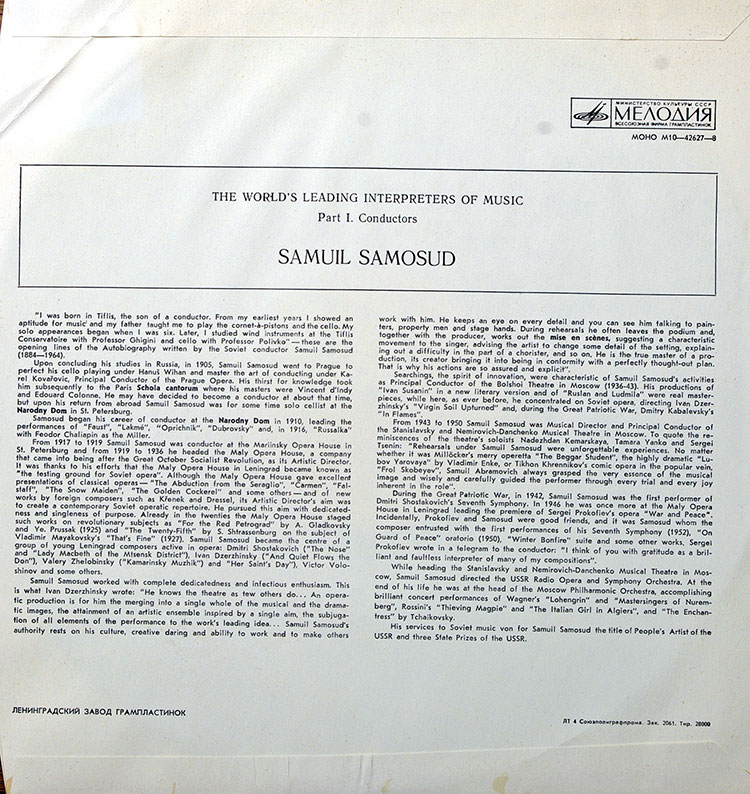 МИНИСТЕРСТВО КУЛЬТУРЫ СССР
МЕЛОДИЯ
ВСЕСОЮЗНАЯ ФИРМА ГРАМПЛАСТИНОК
МОНО М10—42627—8
THE WORLD'S LEADING INTERPRETERS OF MUSIC
Part I. Conductors
SAMUIL SAMOSUD
"I was born in Tiflis, the son of a conductor. From my earliest years I showed an
aptitude for music and my father taught me to play the cornet-à-pistons and the cello. My
solo appearances began when I was six. Later, I studied wind instruments at the Tiflis
Conservatoire with Professor Ghigini and cello with Professor Polivko" — these are the
opening lines of the Autobiography written by the Soviet conductor Samuil Samosud
(1884—1964).
Upon concluding his studies in Russia, in 1905, Samuil Samosud went to Prague to
perfect his cello playing under Hanuš Wihan and master the art of conducting under Ka-
rel Kovařovic, Principal Conductor of the Prague Opera. His thirst for knowledge took
him subsequently to the Paris Schola cantorum where his masters were Vincent d'Indy
and Edouard Colonne. He may have decided to become a conductor at about that time,
but upon his return from abroad Samuil Samosud was for some time solo cellist at the
Narodny Dom in St. Petersburg.
Samosud began his career of conductor at the Narodny Dom in 1910, leading the
performances of "Faust", "Lakmé", "Oprichnik", "Dubrovsky" and, in 1916, "Russalka"
with Feodor Chaliapin as the Miller.
From 1917 to 1919 Samuil Samosud was conductor at the Mariinsky Opera House in
St. Petersburg and from 1919 to 1936 he headed the Maly Opera House, a company
that came into being after the Great October Socialist Revolution, as its Artistic Director.
It was thanks to his efforts that the Maly Opera House in Leningrad became known as
"the testing ground for Soviet opera". Although the Maly Opera House gave excellent
presentations of classical operas — "The Abduction from the Seraglio", "Carmen", "Fal-
staff", "The Snow Maiden", "The Golden Cockerel" and some others — and of new
works by foreign composers such as Křenek and Dressel, its Artistic Director's aim was
to create a contemporary Soviet operatic repertoire. He pursued this aim with dedicated-
ness and singleness of purpose. Already in the twenties the Maly Opera House staged
such works on revolutionary subjects as "For the Red Petrograd" by A. Gladkovsky
and Ye. Prussak (1925) and "The Twenty-Fifth" by S. Shtrassenburg on the subject of
Vladimir Mayakovsky's "That's Fine" (1927). Samuil Samosud became the centre of a
group of young Leningrad composers active in opera: Dmitri Shostakovich ("The Nose"
and "Lady Macbeth of the Mtsensk District"), Ivan Dzerzhinsky ("And Quiet Flows the
Don"), Valery Zhelobinsky ("Kamarinsky Muzhik") and "Her Saint's Day"), Victor Volo-
shinov and some others.
Samuil Samosud worked with complete dedicatedness and infectious enthusiasm. This
is what Ivan Dzerzhinsky wrote: "He knows the theatre as few others do... An opera-
tic production is for him the merging into a single whole of the musical and the drama-
tic images, the attainment of an artistic ensemble inspired by a single aim, the subjuga-
tion of all elements of the performance to the work's leading idea... Samuil Samosud's
authority rests on his culture, creative daring and ability to work and to make others
work with him. He keeps an eye on every detail and you can see him talking to pain-
ters, property men and stage hands. During rehearsals he often leaves the podium and,
together with the producer, works out the mise en scènes, suggesting a characteristic
movement to the singer, advising the artist to change some detail of the setting, explain-
ing out a difficulty in the part of a chorister, and so on. He is the true master of a pro-
duction, its creator bringing it into being in conformity with a perfectly thought-out plan.
That is why his actions are so assured and explicit".
Searchings, the spirit of innovation, were characteristic of Samuil Samosud's activities
as Principal Conductor of the Bolshoi Theatre in Moscow (1936-43). His productions of
"Ivan Susanin" in a new literary version and of "Ruslan and Ludmila" were real master-
pieces, while here, as ever before, he concentrated on Soviet opera, directing Ivan Dzer-
zhinsky's "Virgin Soil Upturned" and, during the Great Patriotic War, Dmitry Kabalevsky's
"In Flames".
From 1943 to 1950 Samuil Samosud was Musical Director and Principal Conductor of
the Stanislavsky and Nemirovich-Danchenko Musical Theatre in Moscow. To quote the re-
miniscences of the theatre's soloists Nadezhdan Kemarskaya, Tamara Yanko and Sergei
Tsenin: "Rehearsals under Samuil Samosud were unforgettable experiences. No matter
whether it was Millöcker's merry operetta "The Beggar Student", the highly dramatic "Lu-
bov Yarovaya" by Vladimir Enke, or Tikhon Khrennikov's comic opera in the popular vein,
"Frol Skobeyev", Samuil Abramovich always grasped the very essence of the musical
image and wisely and carefully guided the performer through every trial and every joy
inherent in the role".
During the Great Patriotic War, in 1942, Samuil Samosud was the first performer of
Dmitri Shostakovich's Seventh Symphony. In 1946 he was once more at the Maly Opera
House in Leningrad leading the premiere of Sergei Prokofiev's opera "War and Peace".
Incidentally, Prokofiev and Samosud were good friends, and it was Samosud whom the
composer entrusted with the first performances of his Seventh Symphony (1952), "On
Guard of Peace" oratorio (1950), "Winter Bonfire" suite and some other works. Sergei
Prokofiev wrote in a telegram to the conductor: "I think of you with gratitude as a bril-
liant and faultless interpreter of many of my compositions".
While heading the Stanislavsky and Nemirovich-Danchenko Musical Theatre in Mos-
cow, Samuil Samosud directed the USSR Radio Opera and Symphony Orchestra. At the
end of his life he was at the head of the Moscow Philharmonic Orchestra, accomplishing
brilliant concert performances of Wagner's "Lohengrin" and "Mastersingers of Nurem-
berg", Rossini's "Thieving Magpie" and "The Italian Girl in Algiers", and "The Enchan-
tress" by Tchaikovsky.
His services to Soviet music von for Samuil Samosud the title of People's Artist of the
USSR and three State Prizes of the USSR.
ЛЕНИНГРАДСКИЙ ЗАВОД ГРАМПЛАСТИНОК
ЛТ 4 Союзполиграфпрома. Зак. 2061. Тир. 28000